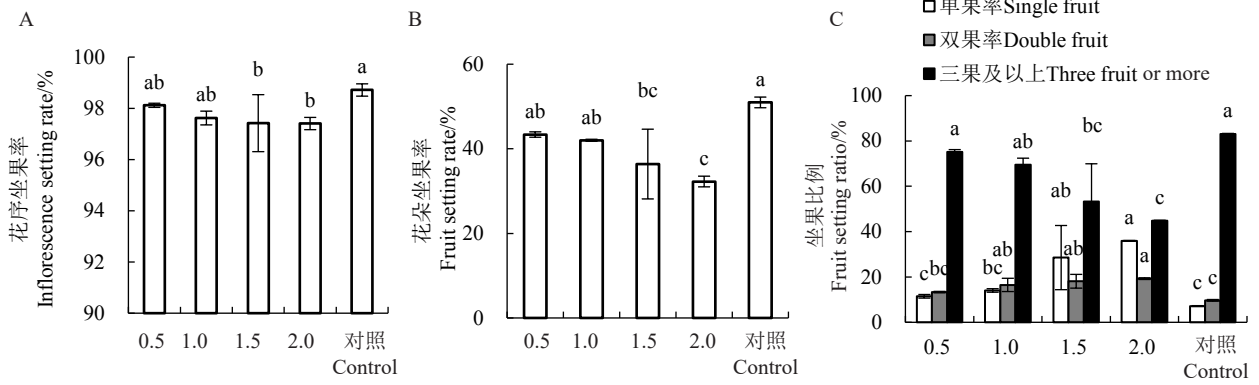 A
花序坐果率
Inflorescence setting rate/%
100
98
96
94
92
90
ab
ab
b
b
a
0.5
1.0
1.5
2.0
对照
Control
B
花朵坐果率
Fruit setting rate/%
60
40
20
0
ab
ab
bc
c
a
0.5
1.0
1.5
2.0
对照
Control
C
单果率Single fruit
双果率Double fruit
三果及以上Three fruit or more
坐果比例
Fruit setting ratio/%
100
80
60
40
20
0
c
bc
a
bc
ab
ab
ab
ab
bc
a
a
c
c
c
a
0.5
1.0
1.5
2.0
对照
Control